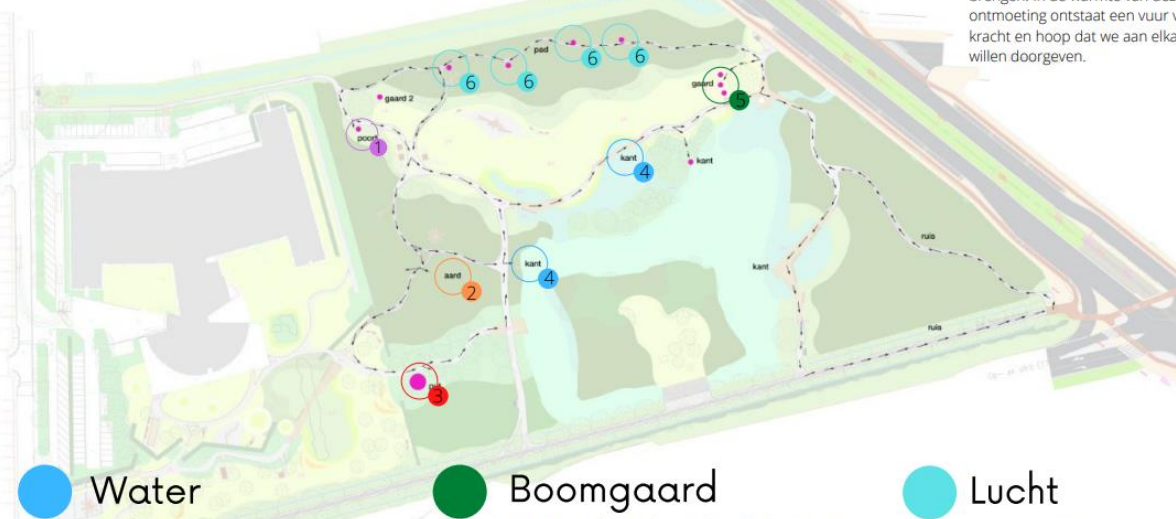 ontmoeting ontstaat een vuur v
kracht en hoop dat we aan elka
willen doorgeven.
pad
6
6
6
6
gaard
5
gaard 2
poort
1
kant
4
kant
ruis
aard
2
kant
4
kant
ruis
3
Water
Boomgaard
Lucht